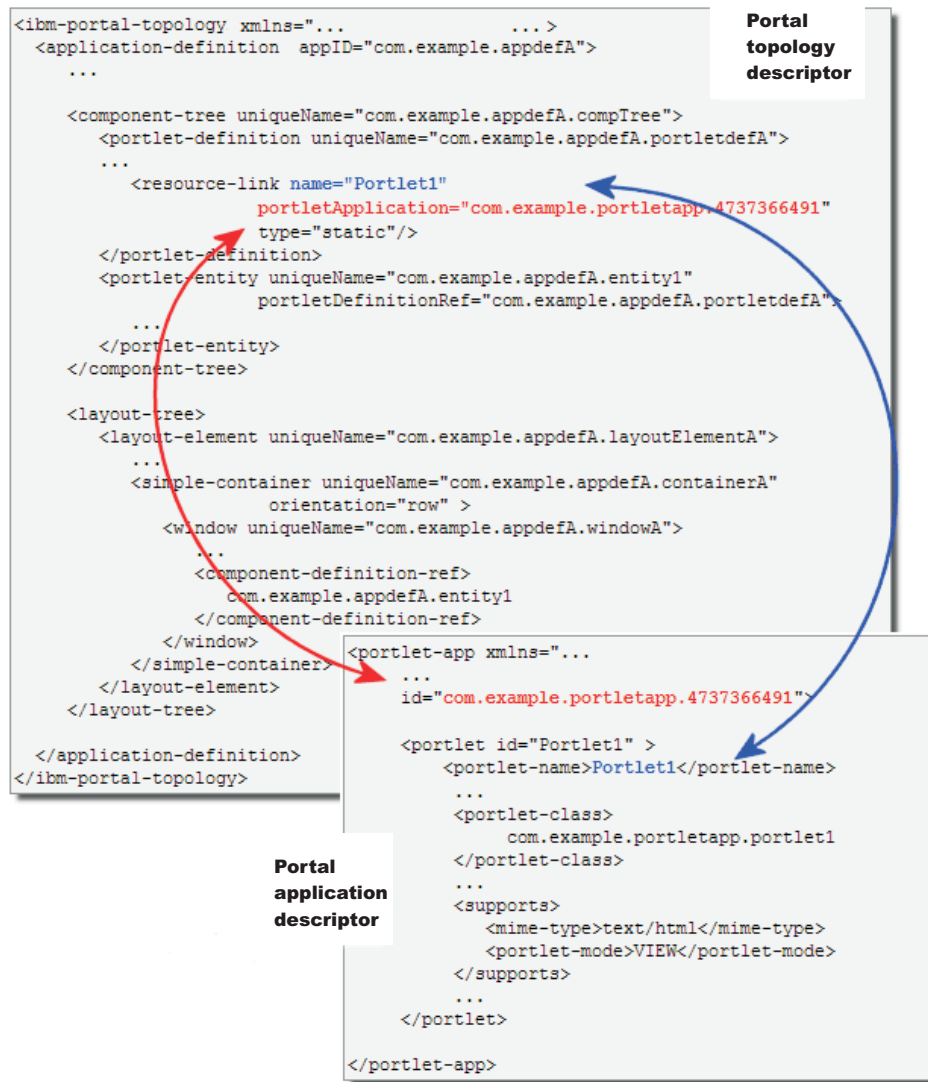 <ibm-portal-topology xmlns="... ... >
<application-definition appID="com.example.appdefA">
...
<component-tree uniqueName="com.example.appdefA.compTree">
<portlet-definition uniqueName="com.example.appdefA.portletdefA">
...
<resource-link name="Portlet1"
portletApplication="com.example.portletapp.4737366491"
type="static"/>
</portlet-definition>
<portlet-entity uniqueName="com.example.appdefA.entity1"
portletDefinitionRef="com.example.appdefA.portletdefA">
...
</portlet-entity>
</component-tree>
<layout-tree>
<layout-element uniqueName="com.example.appdefA.layoutElementA">
...
<simple-container uniqueName="com.example.appdefA.containerA"
orientation="row" >
<window uniqueName="com.example.appdefA.windowA">
...
<component-definition-ref>
com.example.appdefA.entity1
</component-definition-ref>
</window>
</simple-container>
</layout-element>
</layout-tree>
</application-definition>
</ibm-portal-topology>
Portal
topology
descriptor
<portlet-app xmlns="...
...
id="com.example.portletapp.4737366491">
<portlet id="Portlet1" >
<portlet-name>Portlet1</portlet-name>
...
<portlet-class>
com.example.portletapp.portlet1
</portlet-class>
...
<supports>
<mime-type>text/html</mime-type>
<portlet-mode>VIEW</portlet-mode>
</supports>
...
</portlet>
</portlet-app>
Portal
application
descriptor